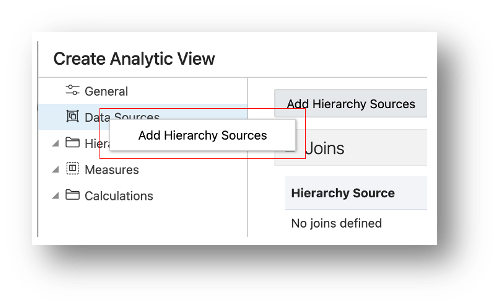 Create Analytic View
General
Data Sources
Add Hierarchy Sources
Hiera
Measures
Calculations
Add Hierarchy Sources
Joins
Hierarchy Source
No joins defined